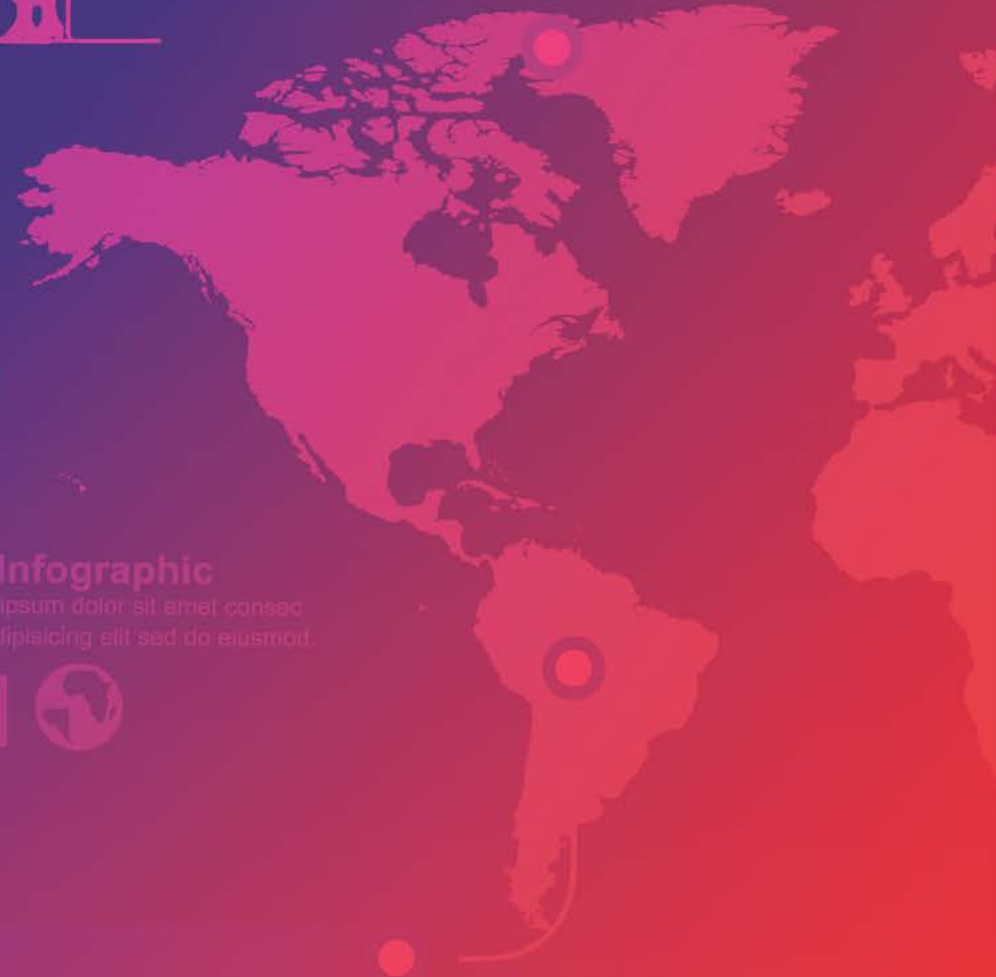 Infographic
ipsum dolor sit amet consec
dipisicing elit sed do eiusmod.